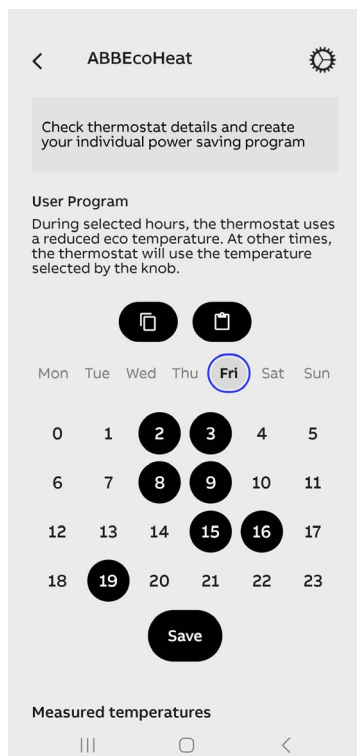 ABBEcoHeat
Check thermostat details and create
your individual power saving program
User Program
During selected hours, the thermostat uses
a reduced eco temperature. At other times,
the thermostat will use the temperature
selected by the knob.
Mon Tue Wed Thu Fri Sat Sun
0 1 2 3 4 5
6 7 8 9 10 11
12 13 14 15 16 17
18 19 20 21 22 23
Save
Measured temperatures